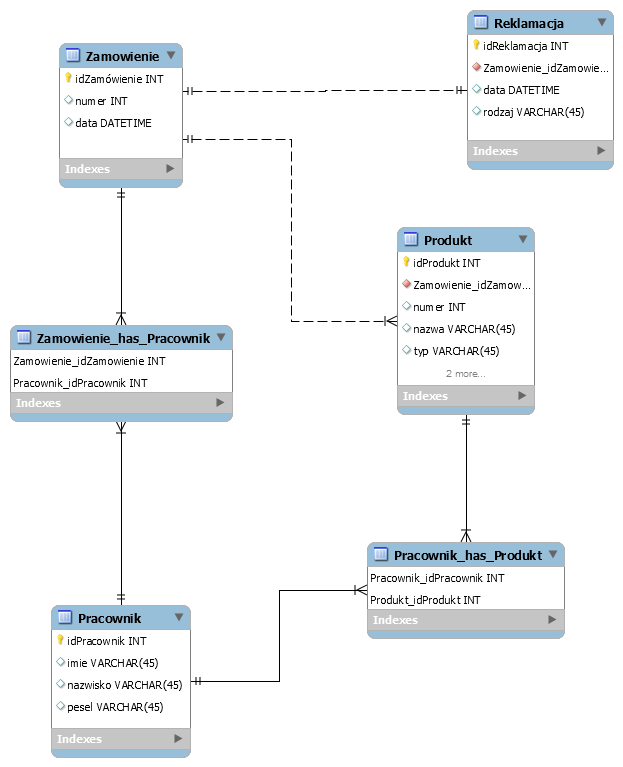 Reklamacja
idReklamacja INT
Zamowienie_idZamowie...
data DATETIME
rodzaj VARCHAR(45)
Indexes
Zamowienie
idZamówienie INT
numer INT
data DATETIME
Indexes
Produkt
idProdukt INT
Zamowienie_idZamow...
numer INT
nazwa VARCHAR(45)
typ VARCHAR(45)
2 more...
Indexes
Zamowienie_has_Pracownik
Zamowienie_idZamowienie INT
Pracownik_idPracownik INT
Indexes
Pracownik_has_Produkt
Pracownik_idPracownik INT
Produkt_idProdukt INT
Indexes
Pracownik
idPracownik INT
imie VARCHAR(45)
nazwisko VARCHAR(45)
pesel VARCHAR(45)
Indexes